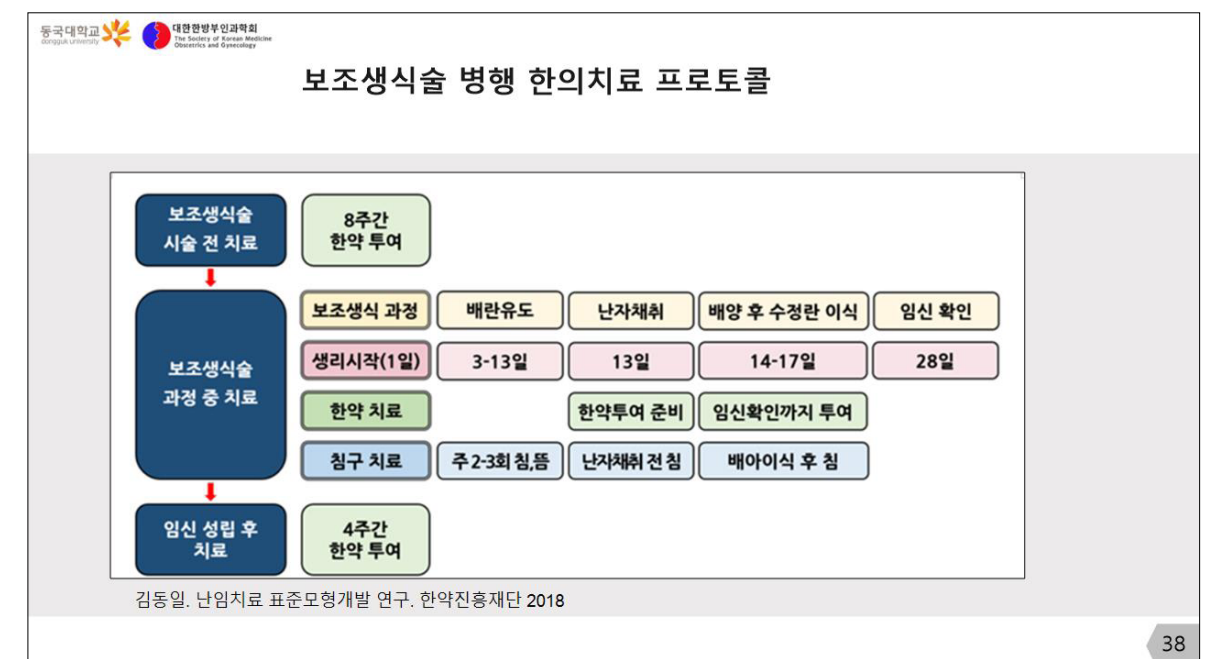 동국대학교
dongguk university
대한한방부인과학회
The Society of Korean Medicine
Obstetrics and Gynecology
보조생식술 병행 한의치료 프로토콜
보조생식술
시술 전 치료
8주간
한약 투여
보조생식술
과정 중 치료
보조생식 과정 배란유도 난자채취 배양 후 수정란 이식 임신 확인
생리시작(1일) 3-13일 13일 14-17일 28일
한약 치료 한약투여 준비 임신확인까지 투여
침구 치료 주 2-3회 침,뜸 난자채취 전 침 배아이식 후 침
임신 성립 후
치료
4주간
한약 투여
김동일. 난임치료 표준모형개발 연구. 한약진흥재단 2018
38